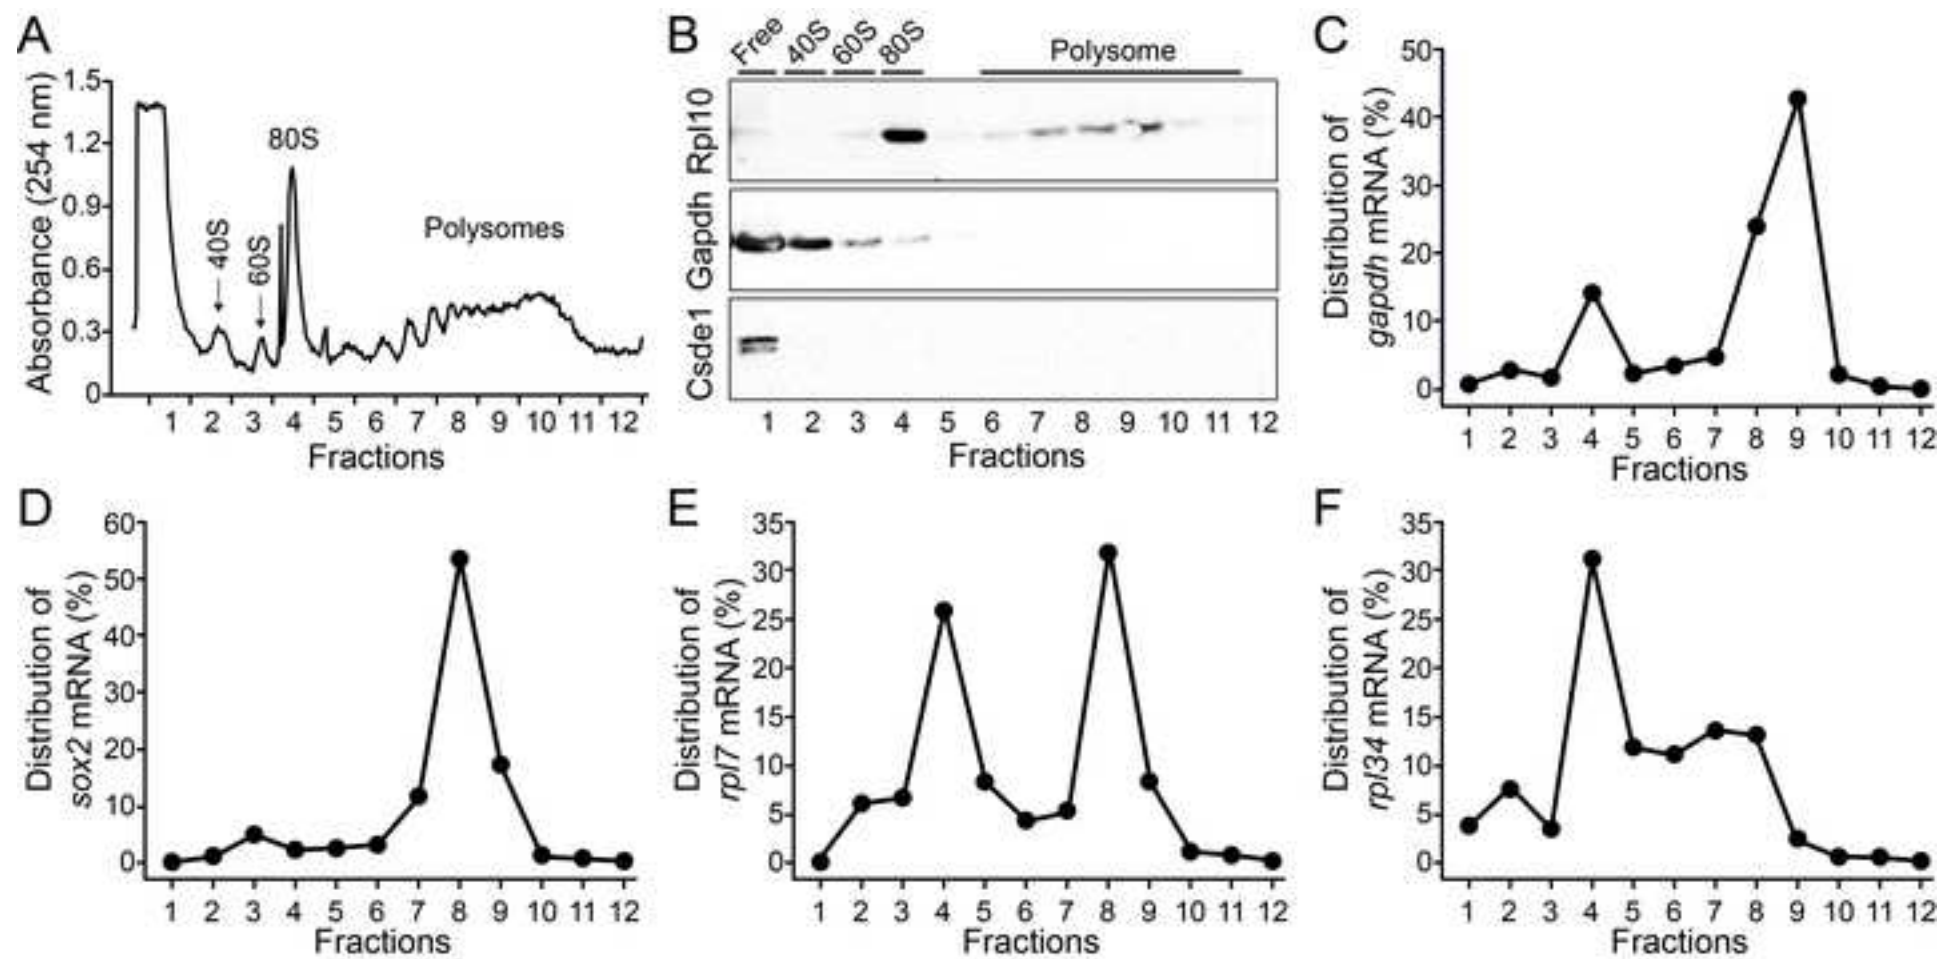 A
Absorbance (254 nm)
1.5
1.2
0.9
0.6
0.3
0
40S
60S
80S
Polysomes
1 2 3 4 5 6 7 8 9 10 11 12
Fractions
B
Free 40S 60S 80S Polysome
Rpl10
Gapdh
Csde1
1 2 3 4 5 6 7 8 9 10 11 12
Fractions
C
Distribution of
gapdh mRNA (%)
50
40
30
20
10
0
1 2 3 4 5 6 7 8 9 10 11 12
Fractions
D
Distribution of
sox2 mRNA (%)
60
50
40
30
20
10
0
1 2 3 4 5 6 7 8 9 10 11 12
Fractions
E
Distribution of
rpl7 mRNA (%)
35
30
25
20
15
10
5
0
1 2 3 4 5 6 7 8 9 10 11 12
Fractions
F
Distribution of
rpl34 mRNA (%)
35
30
25
20
15
10
5
0
1 2 3 4 5 6 7 8 9 10 11 12
Fractions